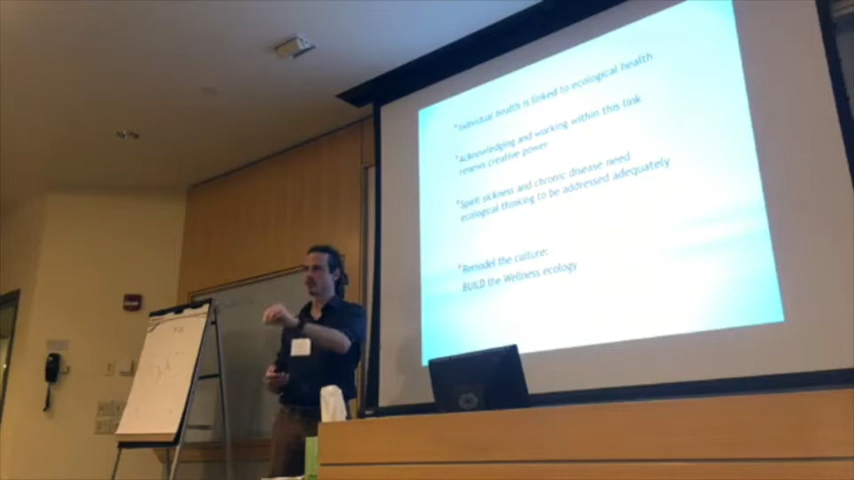 *Individual health is linked to ecological health
*Acknowledging and working within this link
renews creative power
*Spirit sickness and chronic disease need
ecological thinking to be addressed adequately
*Remodel the culture:
BUILD the Wellness ecology